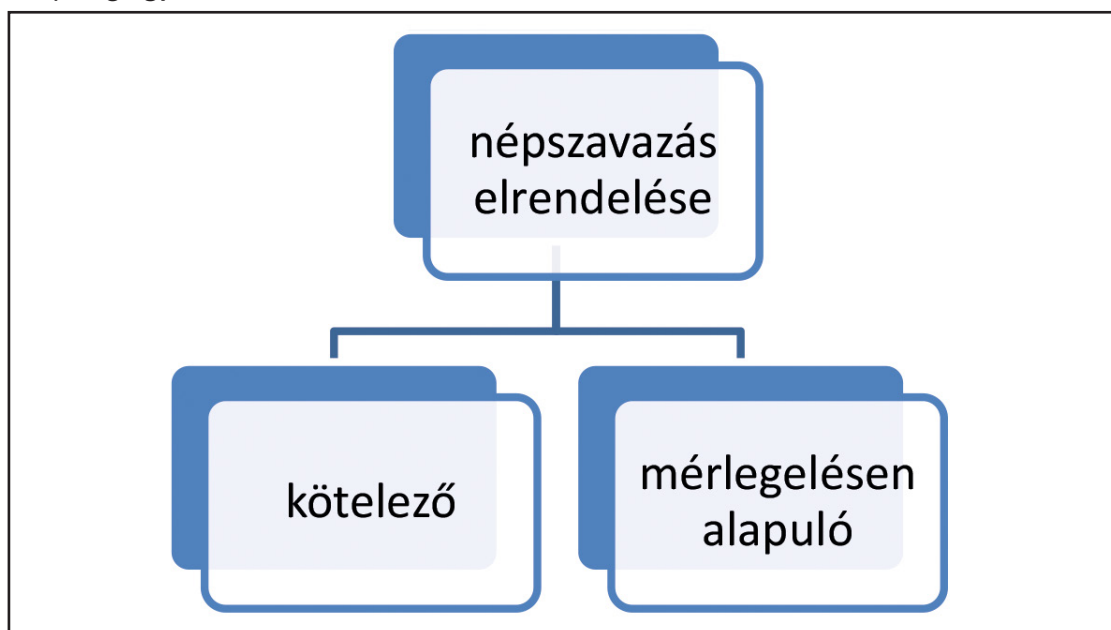 népszavazás
elrendelése
kötelező
mérlegelésen
alapuló